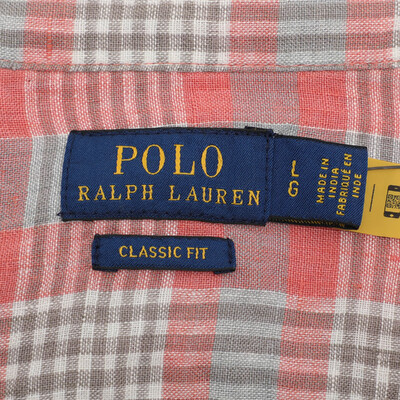 POLO
RALPH LAUREN
L
G
MADE IN
INDIA
FABRIQUÉ EN
INDE
CLASSIC FIT